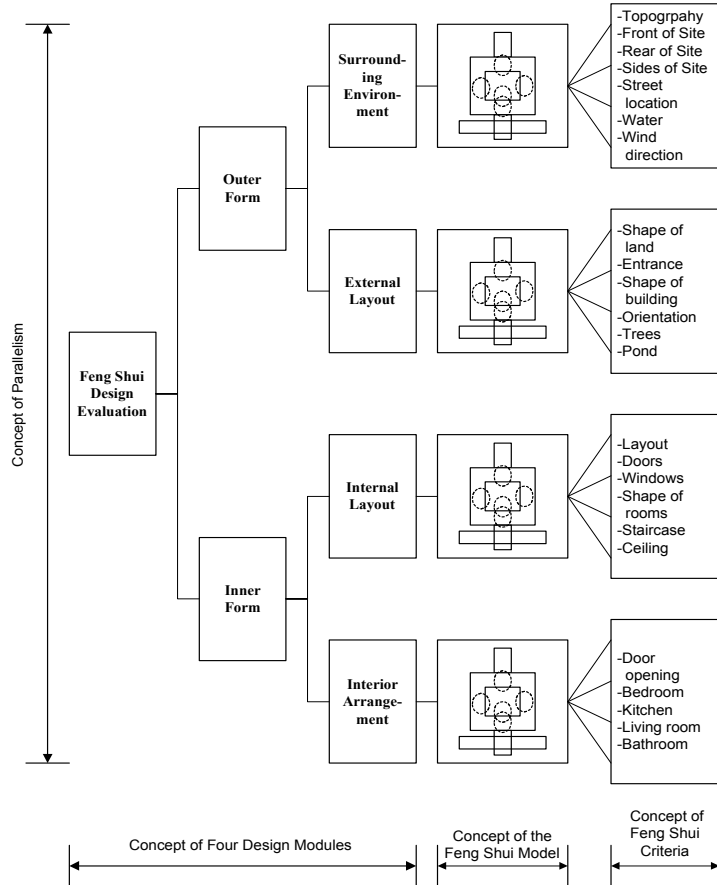 Concept of Parallelism
Feng Shui
Design
Evaluation
Outer
Form
Inner
Form
Surround-
ing
Environ-
ment
External
Layout
Internal
Layout
Interior
Arrange-
ment
-Topogrpahy
-Front of Site
-Rear of Site
-Sides of Site
-Street
location
-Water
-Wind
direction
-Shape of
land
-Entrance
-Shape of
building
-Orientation
-Trees
-Pond
-Layout
-Doors
-Windows
-Shape of
rooms
-Staircase
-Ceiling
-Door
opening
-Bedroom
-Kitchen
-Living room
-Bathroom
Concept of Four Design Modules
Concept of the
Feng Shui Model
Concept of
Feng Shui
Criteria